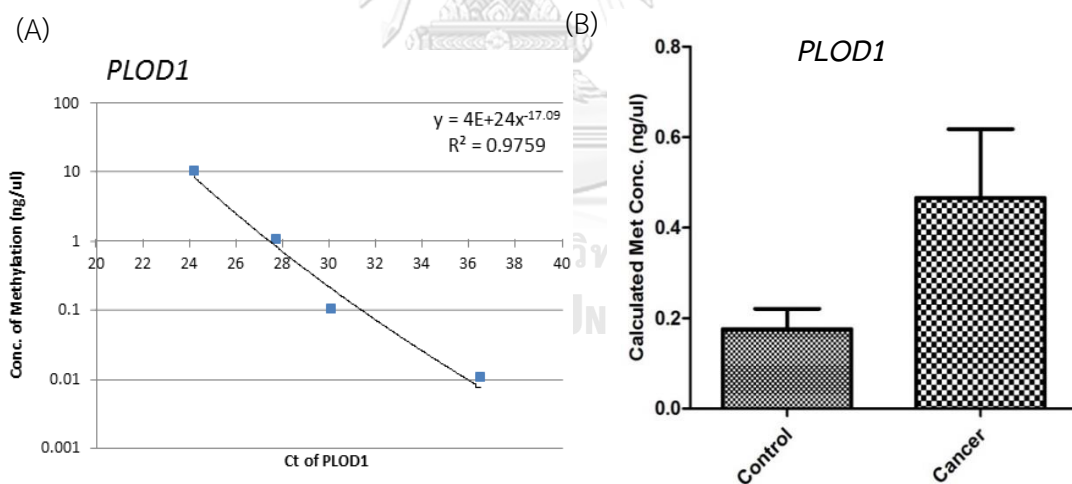 (A)
PLOD1
y = 4E+24x^-17.09
R² = 0.9759
Conc. of Methylation (ng/ul)
100
10
1
0.1
0.01
0.001
20 22 24 26 28 30 32 34 36 38 40
Ct of PLOD1
(B)
PLOD1
Calculated Met Conc. (ng/ul)
0.8
0.6
0.4
0.2
0.0
Control
Cancer